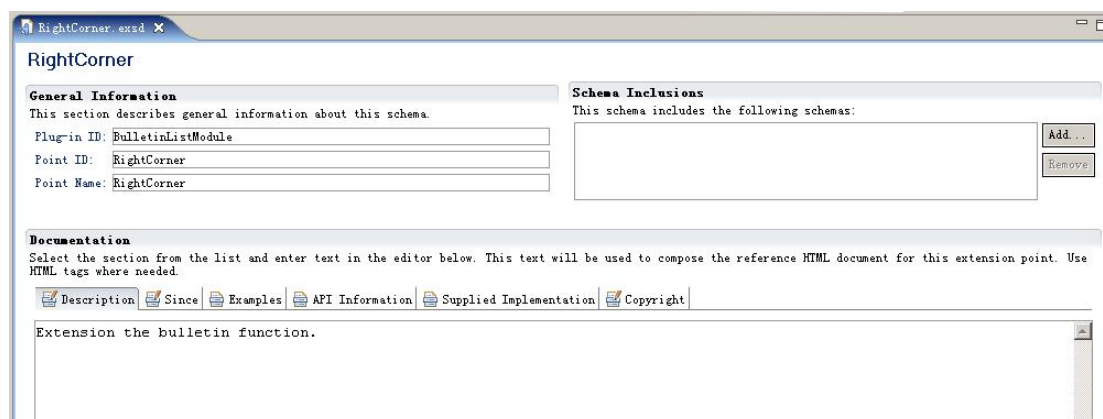 RightCorner.exsd
RightCorner
General Information
This section describes general information about this schema.
Plug-in ID: BulletinListModule
Point ID: RightCorner
Point Name: RightCorner
Schema Inclusions
This schema includes the following schemas:
Add...
Remove
Documentation
Select the section from the list and enter text in the editor below. This text will be used to compose the reference HTML document for this extension point. Use
HTML tags where needed.
Description Since Examples API Information Supplied Implementation Copyright
Extension the bulletin function.